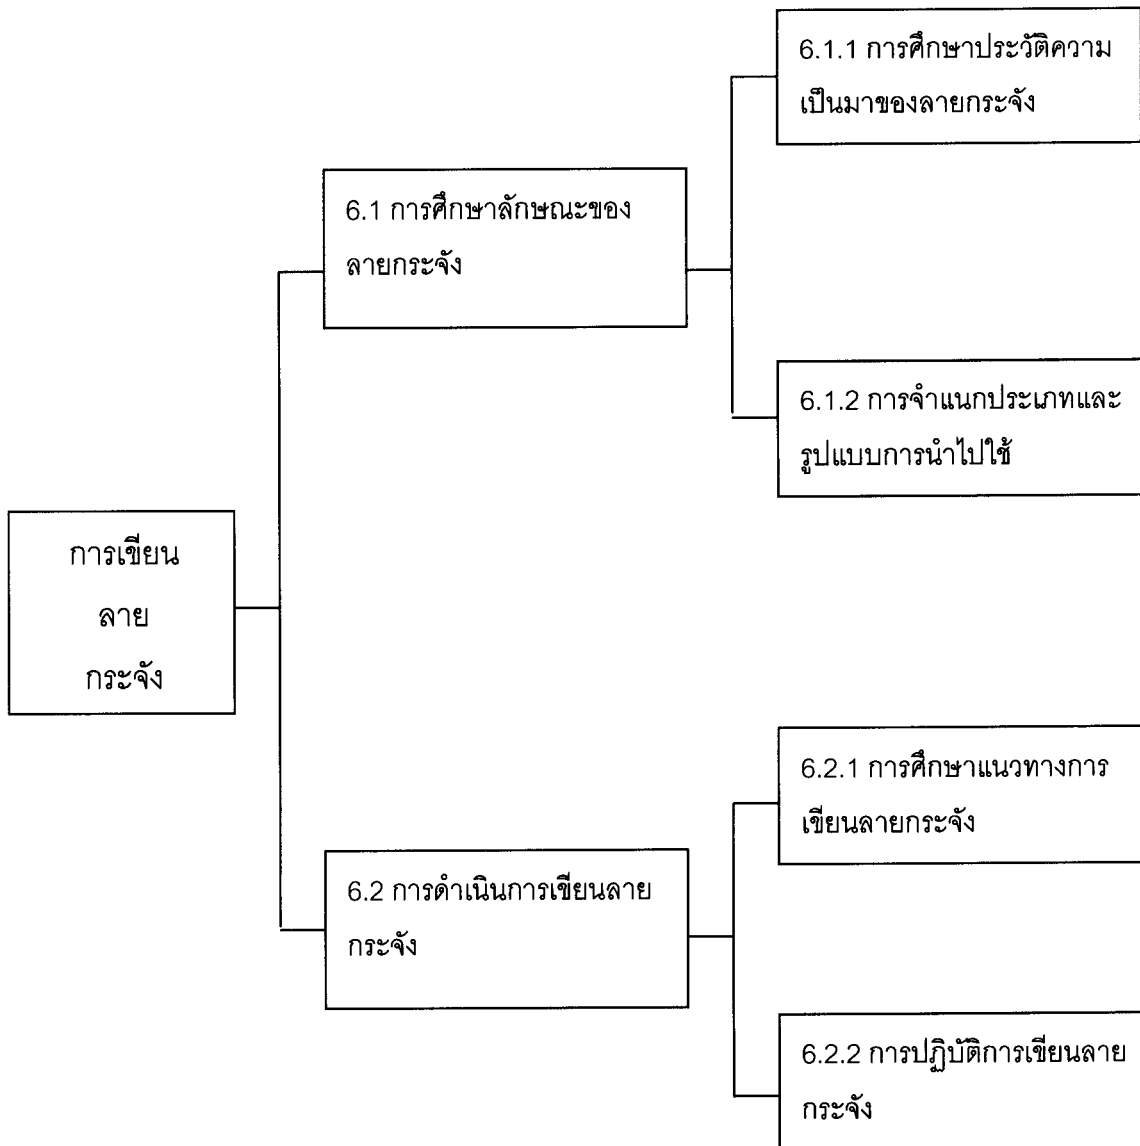 การเขียน
ลาย
กระจัง
6.1 การศึกษาลักษณะของ
ลายกระจัง
6.1.1 การศึกษาประวัติความ
เป็นมาของลายกระจัง
6.1.2 การจำแนกประเภทและ
รูปแบบการนำไปใช้
6.2 การดำเนินการเขียนลาย
กระจัง
6.2.1 การศึกษาแนวทางการ
เขียนลายกระจัง
6.2.2 การปฏิบัติการเขียนลาย
กระจัง